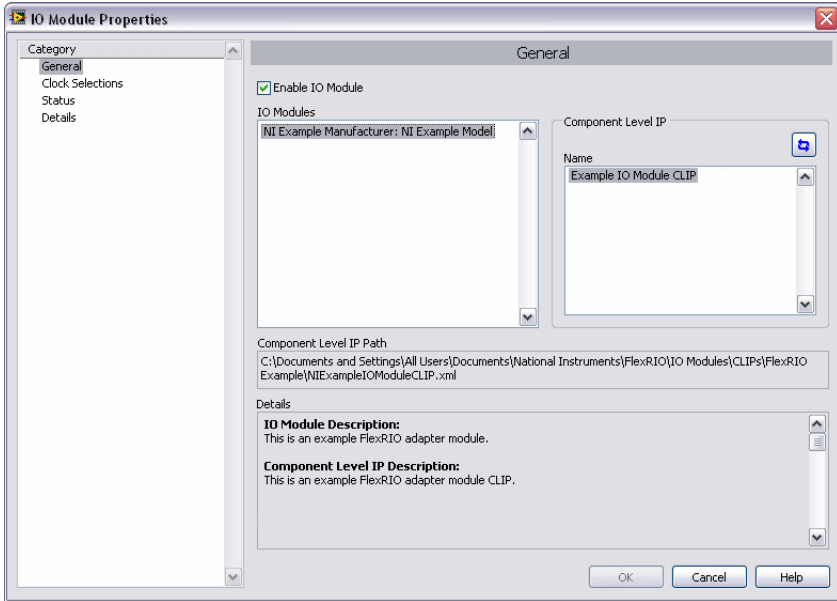 IO Module Properties
Category
General
Clock Selections
Status
Details
General
Enable IO Module
IO Modules
NI Example Manufacturer: NI Example Model
Component Level IP
Name
Example IO Module CLIP
Component Level IP Path
C:\Documents and Settings\All Users\Documents\National Instruments\FlexRIO\IO Modules\CLIPs\FlexRIO
Example\NIExampleIOModuleCLIP.xml
Details
IO Module Description:
This is an example FlexRIO adapter module.
Component Level IP Description:
This is an example FlexRIO adapter module CLIP.
OK
Cancel
Help